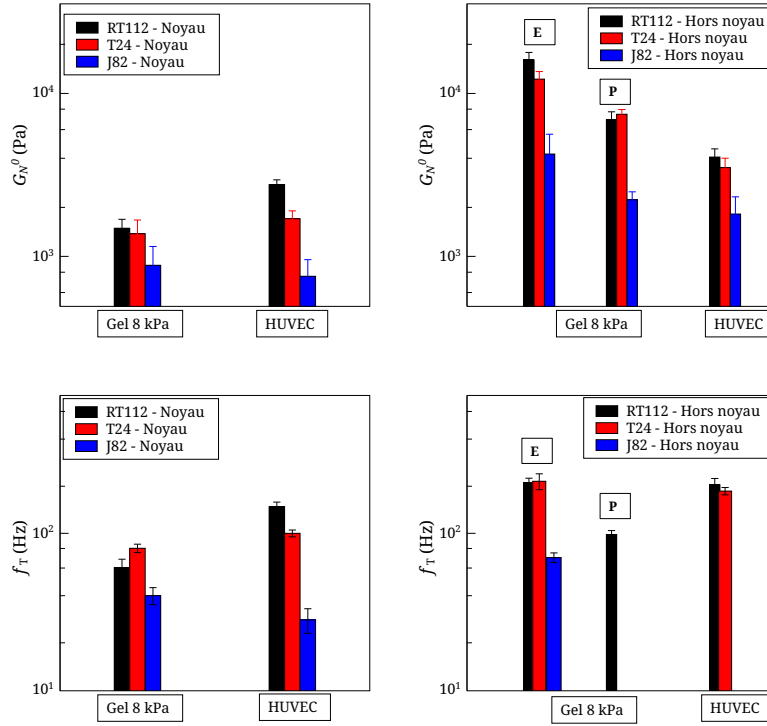 RT112 - Noyau
T24 - Noyau
J82 - Noyau
10⁴
10³
G_N⁰ (Pa)
Gel 8 kPa
HUVEC
RT112 - Hors noyau
T24 - Hors noyau
J82 - Hors noyau
E
P
10⁴
10³
G_N⁰ (Pa)
Gel 8 kPa
HUVEC
RT112 - Noyau
T24 - Noyau
J82 - Noyau
10²
10¹
f_T (Hz)
Gel 8 kPa
HUVEC
RT112 - Hors noyau
T24 - Hors noyau
J82 - Hors noyau
E
P
10²
10¹
f_T (Hz)
Gel 8 kPa
HUVEC